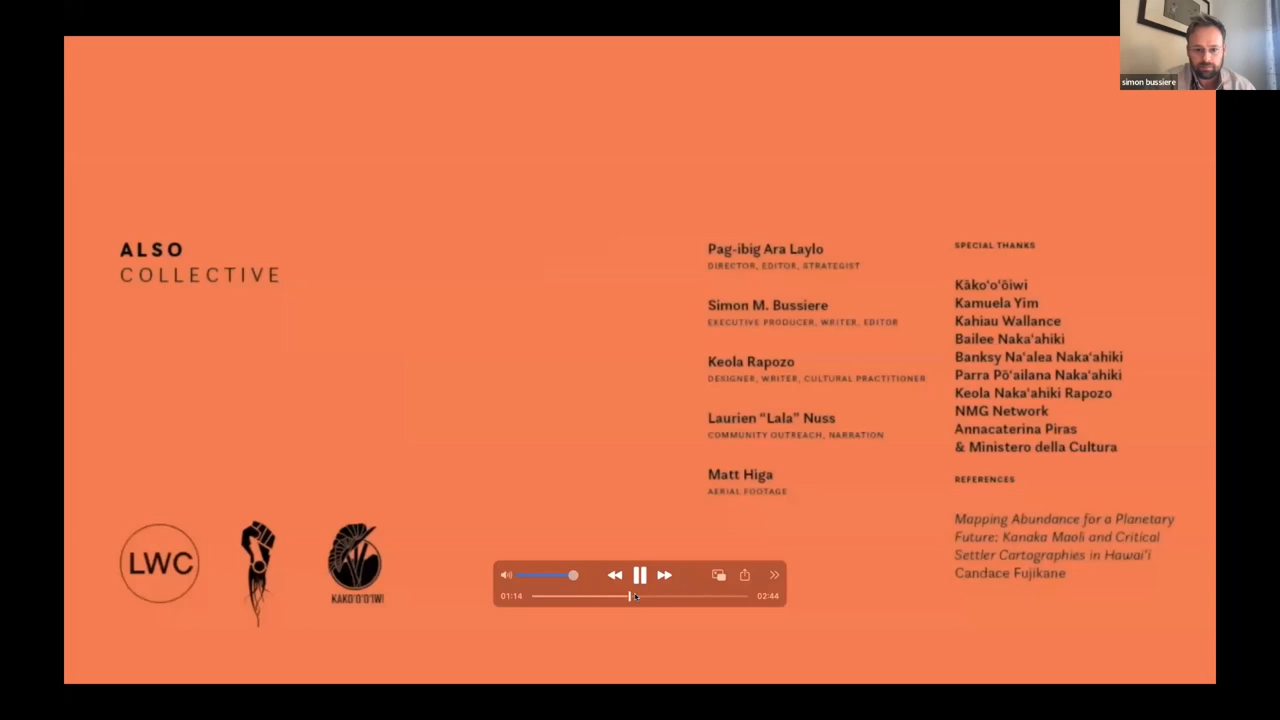 simon bussiere
ALSO
COLLECTIVE
LWC
KAKO'O'O'IWI
Pag-ibig Ara Laylo
DIRECTOR, EDITOR, STRATEGIST
Simon M. Bussiere
EXECUTIVE PRODUCER, WRITER, EDITOR
Keola Rapozo
DESIGNER, WRITER, CULTURAL PRACTITIONER
Laurien “Lala” Nuss
COMMUNITY OUTREACH, NARRATION
Matt Higa
AERIAL FOOTAGE
SPECIAL THANKS
Kākoʻoʻōiwi
Kamuela Yim
Kahiau Wallance
Bailee Nakaʻahiki
Banksy Naʻalea Nakaʻahiki
Parra Pōʻailana Nakaʻahiki
Keola Nakaʻahiki Rapozo
NMG Network
Annacaterina Piras
& Ministero della Cultura
REFERENCES
Mapping Abundance for a Planetary
Future: Kanaka Maoli and Critical
Settler Cartographies in Hawaiʻi
Candace Fujikane
01:14
02:44